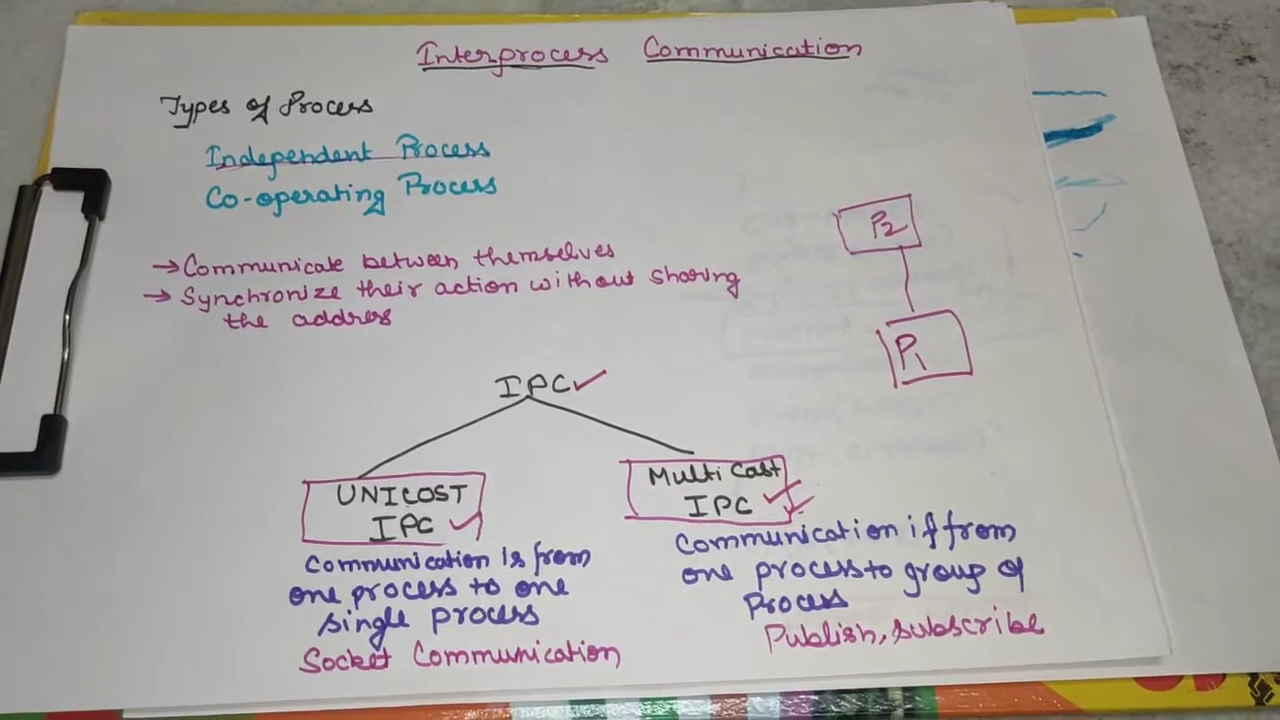 Interprocess Communication
Types of Process
Independent Process
Co-operating Process
→ Communicate between themselves
→ Synchronize their action without sharing
the address
P2
P1
IPC ✓
UNICOST
IPC ✓
Communication is from
one process to one
single process
Socket Communication
Multi Cast
IPC ✓
Communication if from
one process to group of
Process
Publish, subscribe